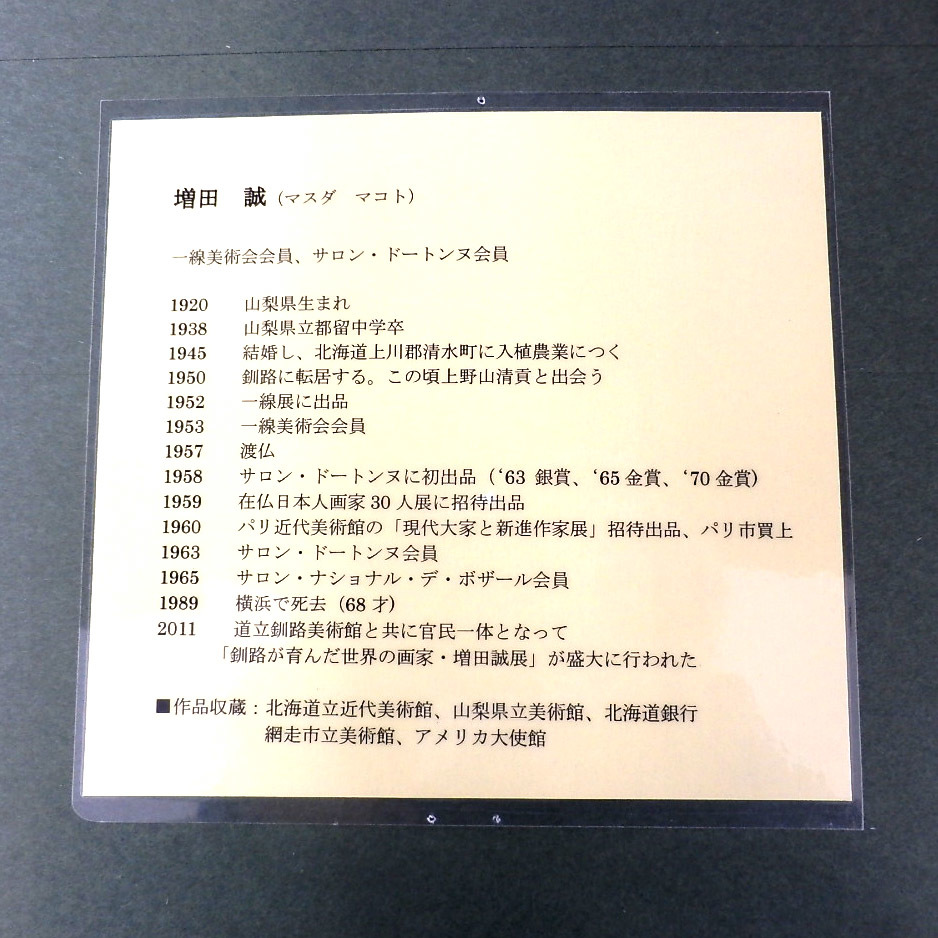 増田　誠（マスダ　マコト）
一線美術会会員、サロン・ドートンヌ会員
1920　山梨県生まれ
1938　山梨県立都留中学卒
1945　結婚し、北海道上川郡清水町に入植農業につく
1950　釧路に転居する。この頃上野山清貢と出会う
1952　一線展に出品
1953　一線美術会会員
1957　渡仏
1958　サロン・ドートンヌに初出品（‘63 銀賞、‘65 金賞、‘70 金賞）
1959　在仏日本人画家 30 人展に招待出品
1960　パリ近代美術館の「現代大家と新進作家展」招待出品、パリ市買上
1963　サロン・ドートンヌ会員
1965　サロン・ナショナル・デ・ボザール会員
1989　横浜で死去（68 才）
2011　道立釧路美術館と共に官民一体となって
「釧路が育んだ世界の画家・増田誠展」が盛大に行われた
■作品収蔵：北海道立近代美術館、山梨県立美術館、北海道銀行
網走市立美術館、アメリカ大使館